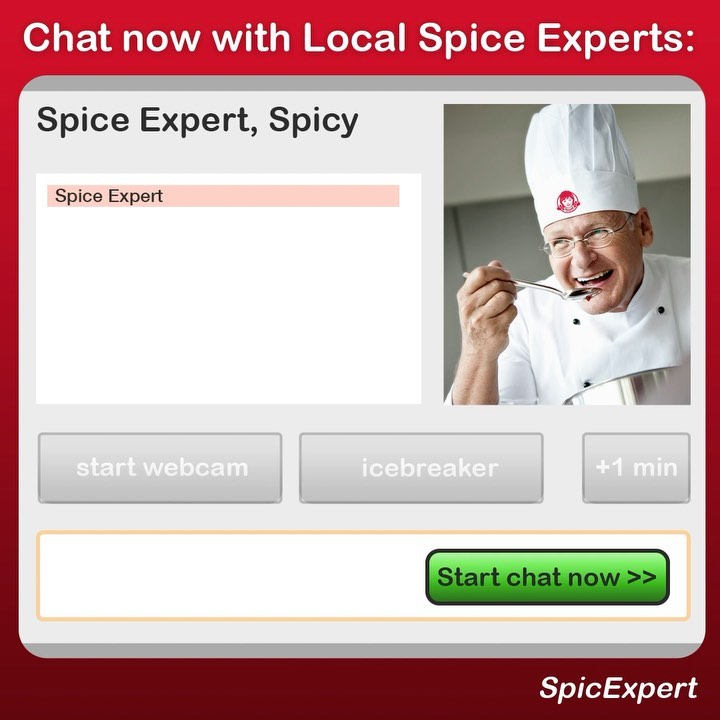 Chat now with Local Spice Experts:
Spice Expert, Spicy
Spice Expert
start webcam
icebreaker
+1 min
Start chat now >>
SpicExpert